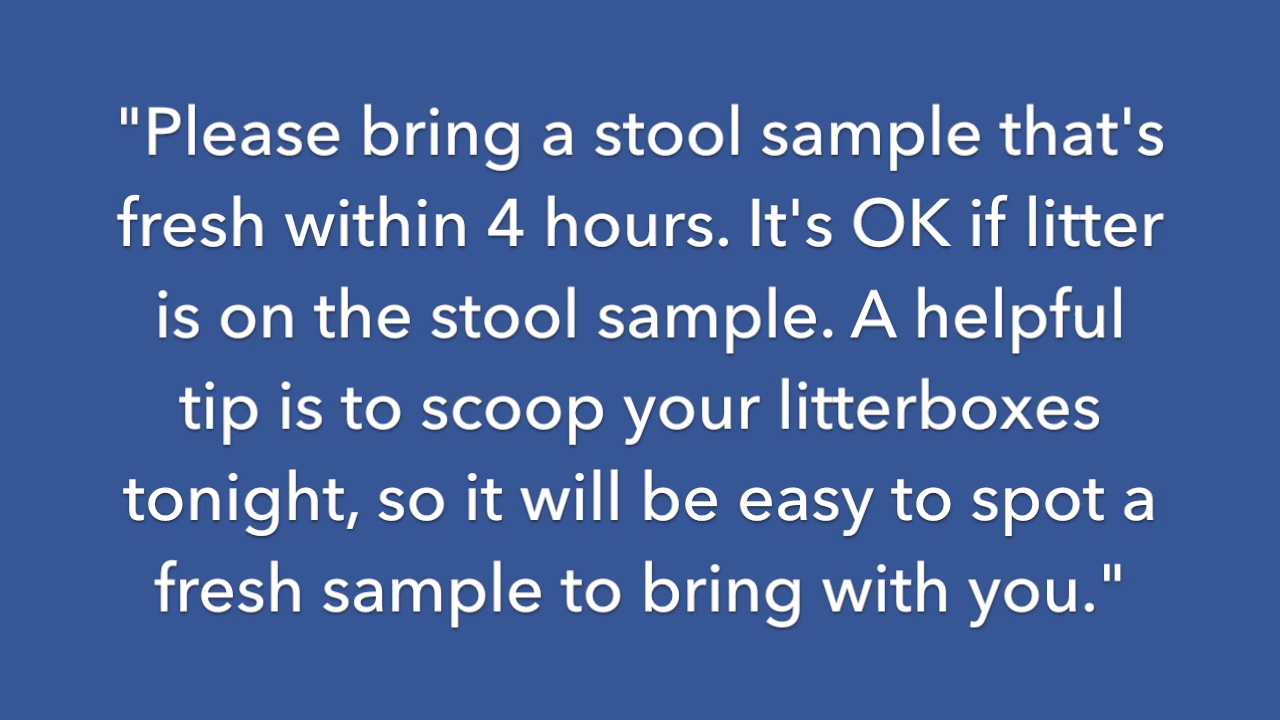 "Please bring a stool sample that's
fresh within 4 hours. It's OK if litter
is on the stool sample. A helpful
tip is to scoop your litterboxes
tonight, so it will be easy to spot a
fresh sample to bring with you."